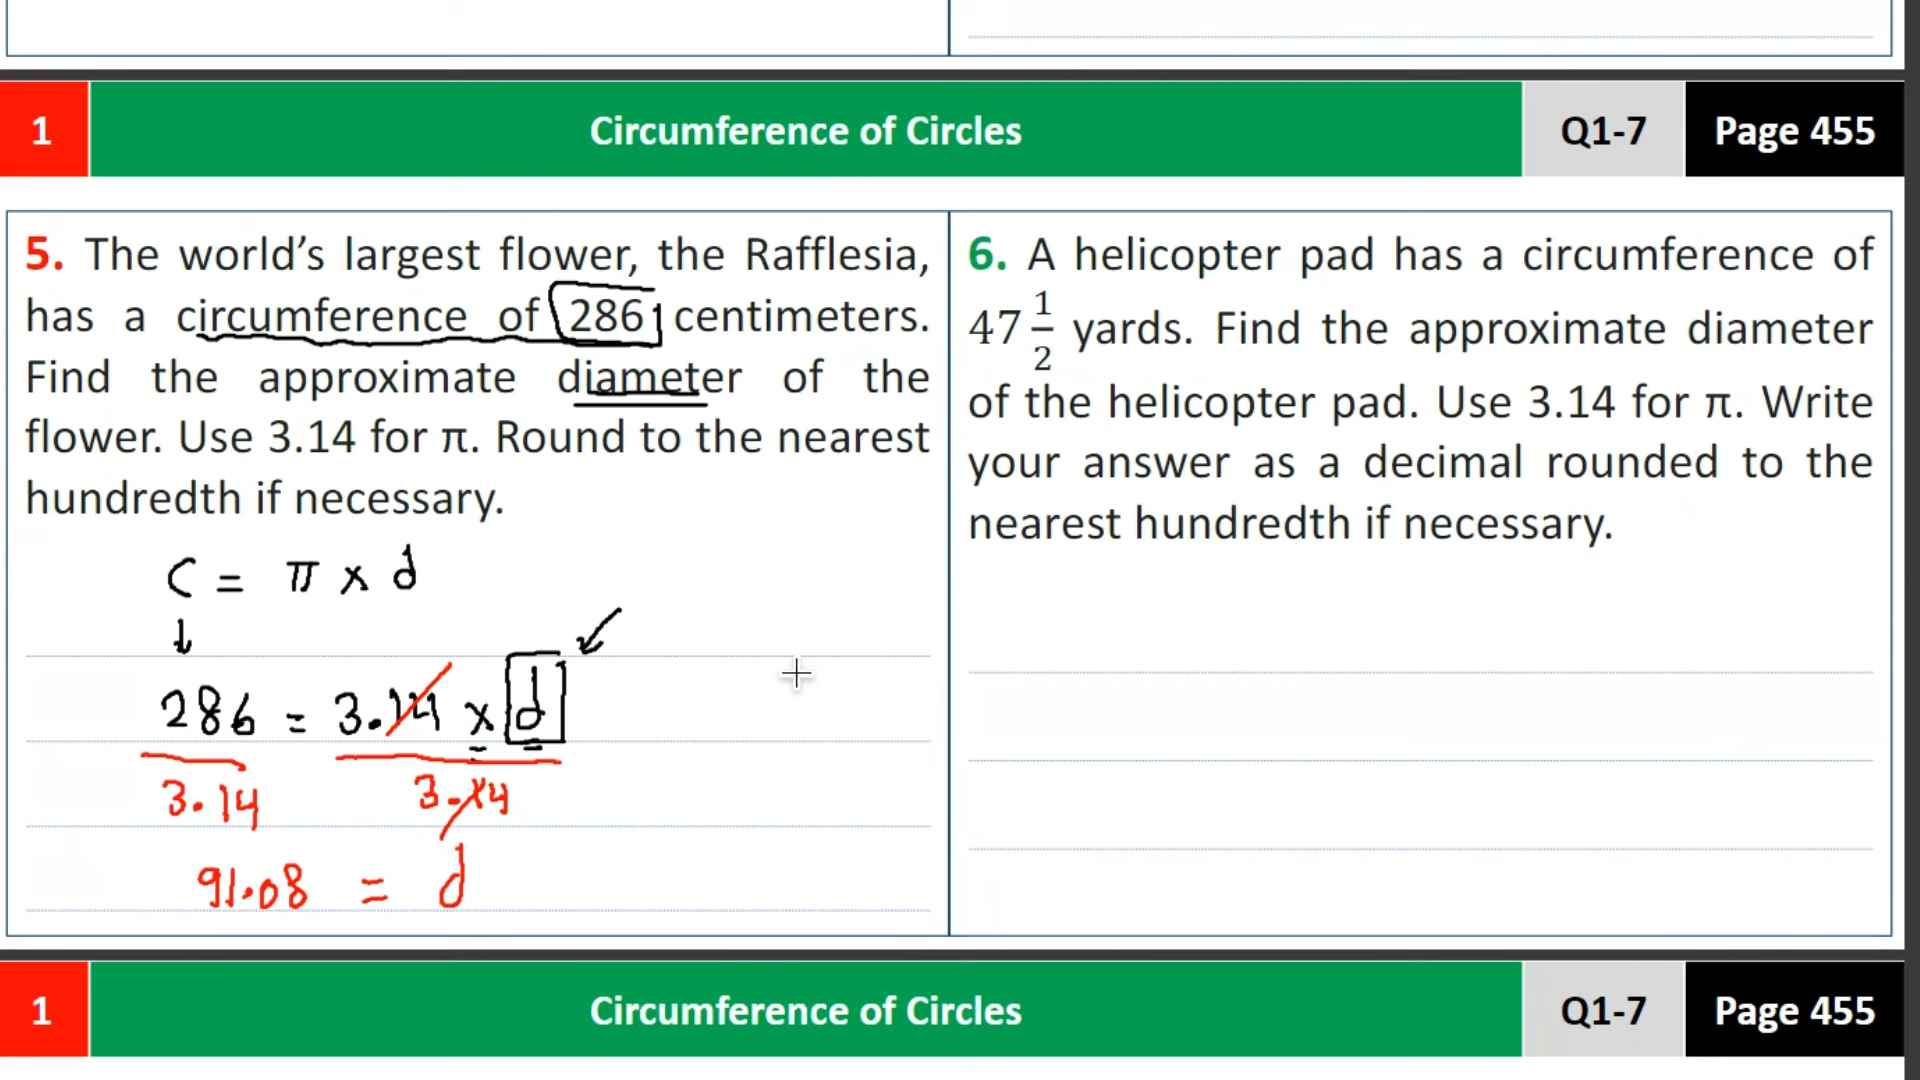 1 Circumference of Circles Q1-7 Page 455
5. The world's largest flower, the Rafflesia,
has a circumference of 286 centimeters.
Find the approximate diameter of the
flower. Use 3.14 for π. Round to the nearest
hundredth if necessary.
C = π × d
↓
286 = 3.14 × d
3.14 3.14
91.08 = d
6. A helicopter pad has a circumference of
47 1/2 yards. Find the approximate diameter
of the helicopter pad. Use 3.14 for π. Write
your answer as a decimal rounded to the
nearest hundredth if necessary.
1 Circumference of Circles Q1-7 Page 455